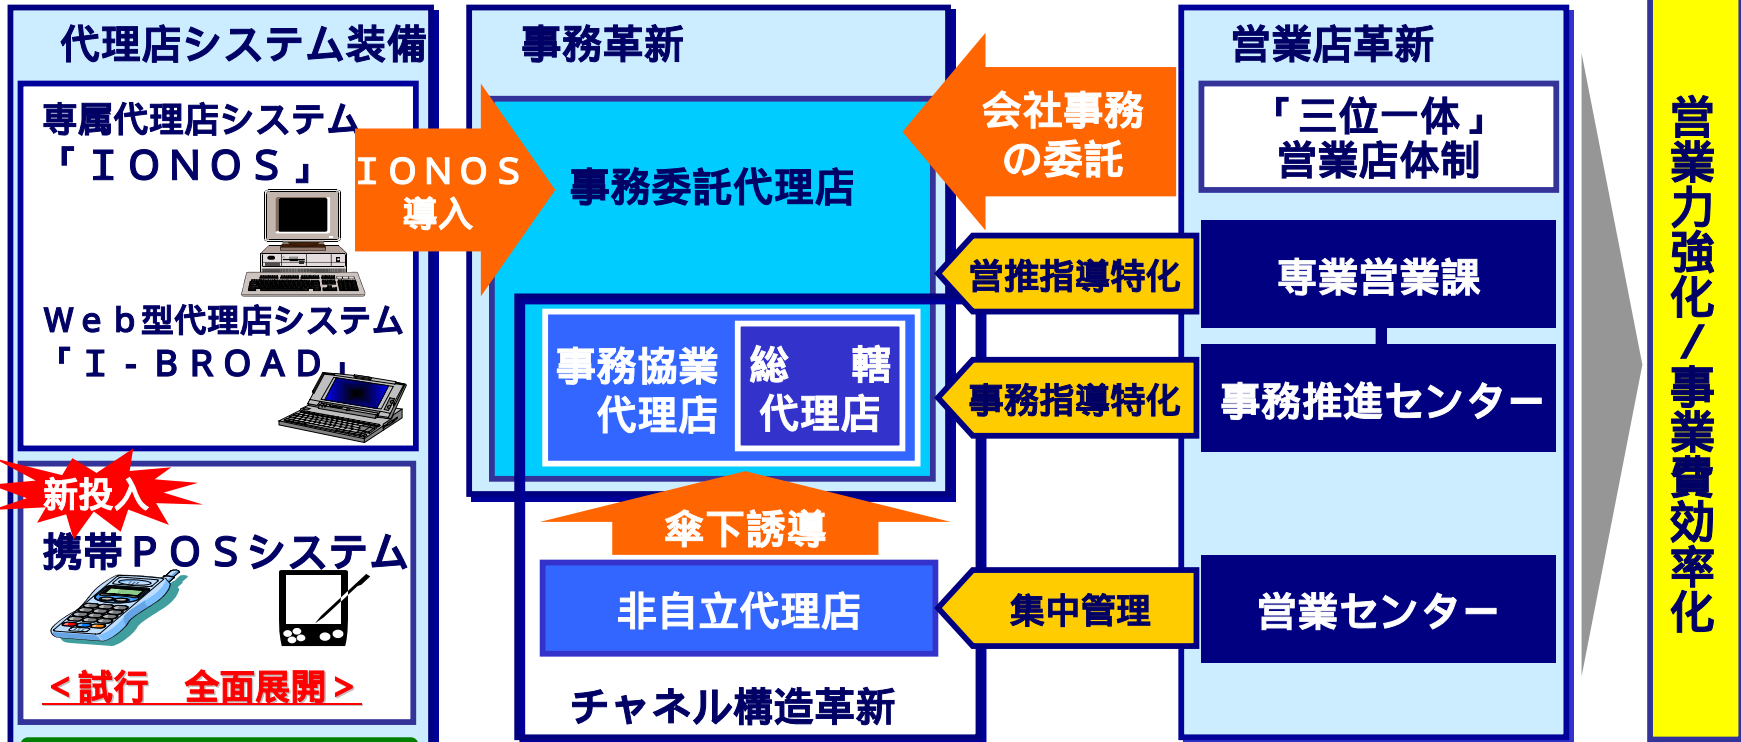 代理店システム装備
専属代理店システム
「ＩＯＮＯＳ」
Ｗｅｂ型代理店システム
「Ｉ-ＢＲＯＡＤ」
新投入
携帯ＰＯＳシステム
<試行　全面展開>
ＩＯＮＯＳ
導入
事務革新
事務委託代理店
会社事務
の委託
事務協業
代理店
総　轄
代理店
傘下誘導
非自立代理店
チャネル構造革新
営推指導特化
事務指導特化
集中管理
営業店革新
「三位一体」
営業店体制
専業営業課
事務推進センター
営業センター
営業力強化/事業費効率化